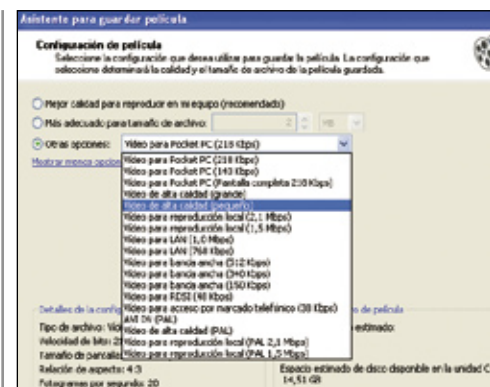 Asistente para guardar película
Configuración de película
Seleccione la configuración que desea utilizar para guardar la película. La configuración que
seleccione determinará la calidad y el tamaño de archivo de la película guardada.
Mejor calidad para reproducir en mi equipo (recomendado)
Más adecuado para tamaño de archivo: 2 MB
Otras opciones: Vídeo para Pocket PC (218 Kbps)
Mostrar menos opcion
Vídeo para Pocket PC (218 Kbps)
Vídeo para Pocket PC (143 Kbps)
Vídeo para Pocket PC (Pantalla completa 218 Kbps)
Vídeo de alta calidad (grande)
Vídeo de alta calidad (pequeño)
Vídeo para reproducción local (2,1 Mbps)
Vídeo para reproducción local (1,5 Mbps)
Vídeo para LAN (1,0 Mbps)
Vídeo para LAN (768 Kbps)
Vídeo para banda ancha (512 Kbps)
Vídeo para banda ancha (340 Kbps)
Vídeo para banda ancha (150 Kbps)
Vídeo para RDSI (48 Kbps)
Vídeo para acceso por marcado telefónico (38 Kbps)
AVI DV (PAL)
Vídeo de alta calidad (PAL)
Vídeo para reproducción local (PAL 2,1 Mbps)
Vídeo para reproducción local (PAL 1,5 Mbps)
Detalles de la config
o de película
Tipo de archivo: Víd
estimado:
Velocidad de bits: 21
Tamaño de pantalla:
Relación de aspecto: 4:3
Fotogramas por segundo: 20
Espacio estimado de disco disponible en la unidad C
14,51 GB